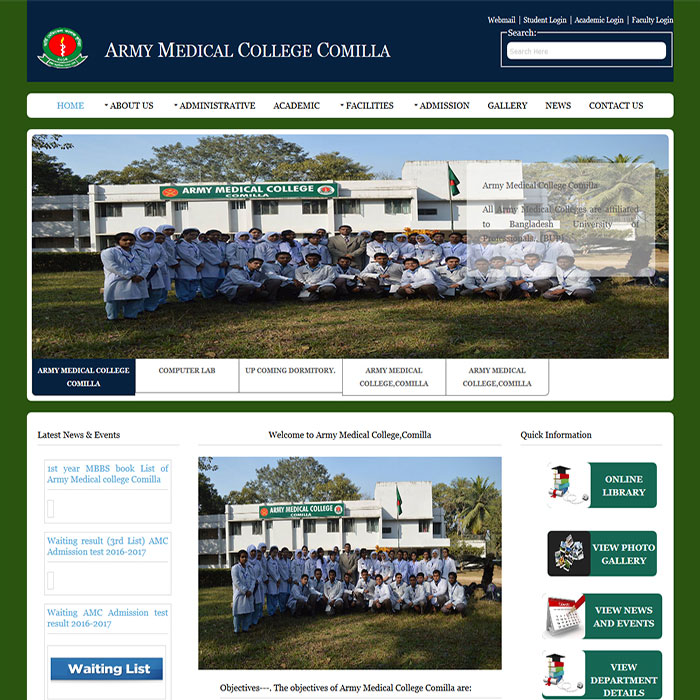 Webmail | Student Login | Academic Login | Faculty Login
ARMY MEDICAL COLLEGE COMILLA
Search:
Search Here
HOME ABOUT US ADMINISTRATIVE ACADEMIC FACILITIES ADMISSION GALLERY NEWS CONTACT US
ARMY MEDICAL COLLEGE
COMILLA
Army Medical College Comilla
All Army Medical Colleges are affiliated
to Bangladesh University of
Professionals, (BUP)
ARMY MEDICAL COLLEGE
COMILLA
COMPUTER LAB
UP COMING DORMITORY.
ARMY MEDICAL
COLLEGE,COMILLA
ARMY MEDICAL
COLLEGE,COMILLA
Latest News & Events
1st year MBBS book List of
Army Medical college Comilla
Waiting result (3rd List) AMC
Admission test 2016-2017
Waiting AMC Admission test
result 2016-2017
Waiting List
Welcome to Army Medical College,Comilla
ARMY MEDICAL COLLEGE
COMILLA
Objectives---. The objectives of Army Medical College Comilla are:
Quick Information
ONLINE
LIBRARY
VIEW PHOTO
GALLERY
VIEW NEWS
AND EVENTS
VIEW
DEPARTMENT
DETAILS